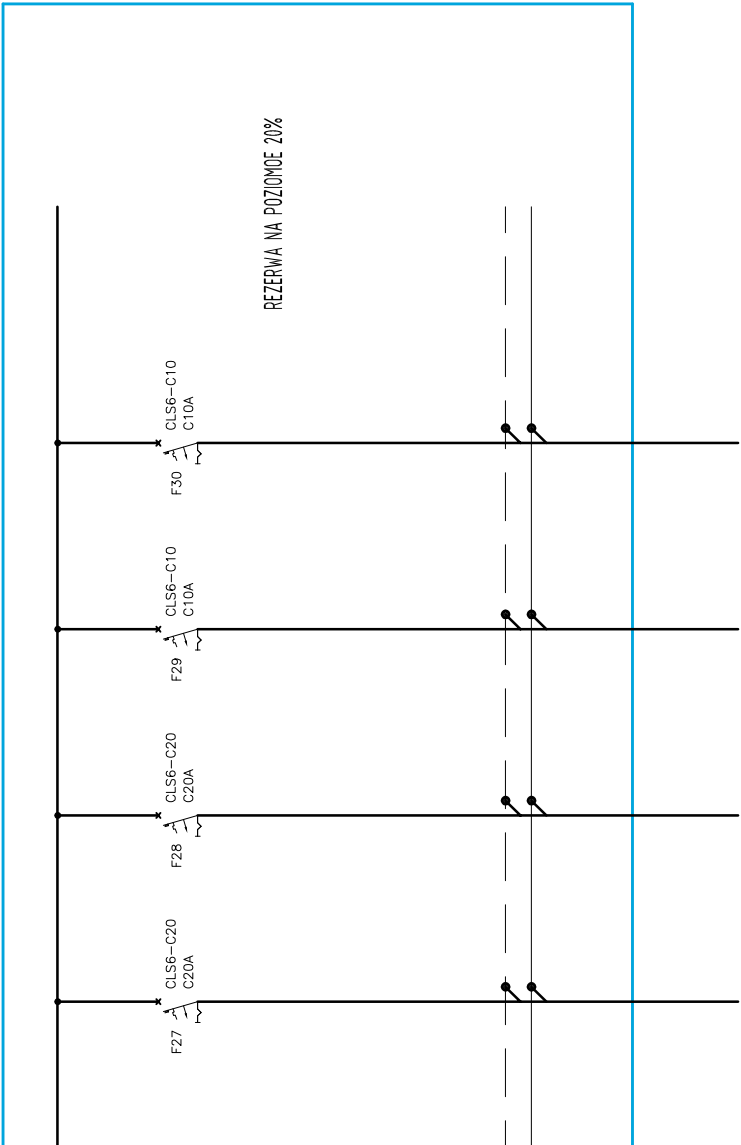 REZERWA NA POZIOMOE 20%
CLS6-C10
C10A
F30
CLS6-C10
C10A
F29
CLS6-C20
C20A
F28
CLS6-C20
C20A
F27